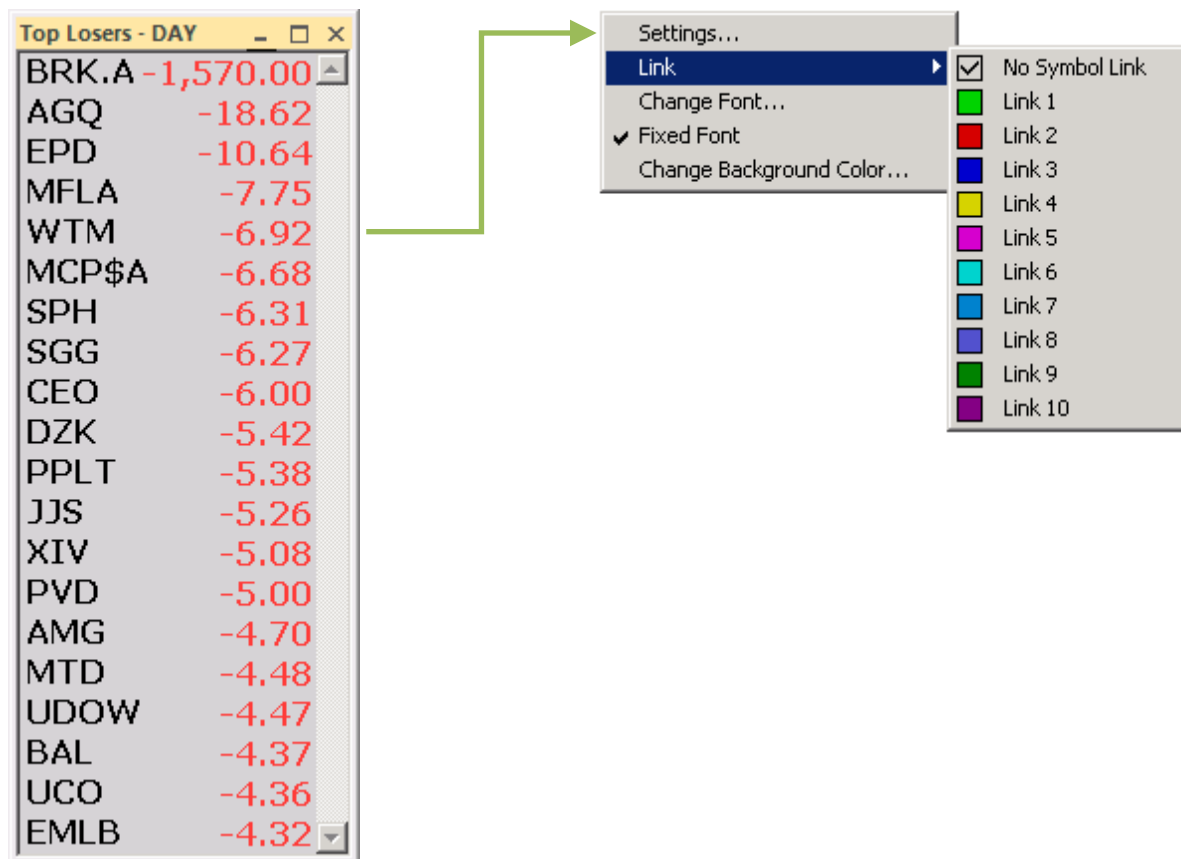 Top Losers - DAY
BRK.A -1,570.00
AGQ -18.62
EPD -10.64
MFLA -7.75
WTM -6.92
MCP$A -6.68
SPH -6.31
SGG -6.27
CEO -6.00
DZK -5.42
PPLT -5.38
JJS -5.26
XIV -5.08
PVD -5.00
AMG -4.70
MTD -4.48
UDOW -4.47
BAL -4.37
UCO -4.36
EMLB -4.32
Settings...
Link
Change Font...
Fixed Font
Change Background Color...
No Symbol Link
Link 1
Link 2
Link 3
Link 4
Link 5
Link 6
Link 7
Link 8
Link 9
Link 10